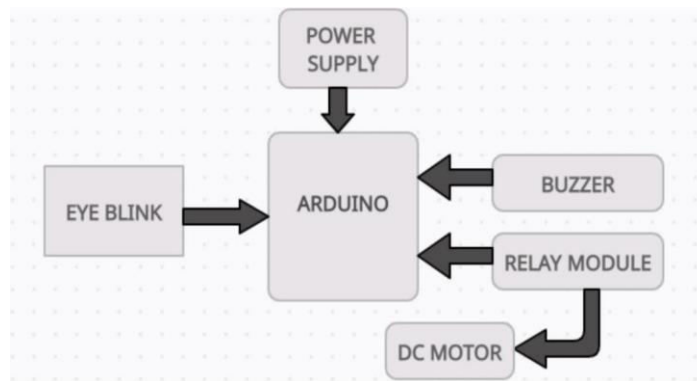 POWER
SUPPLY
ARDUINO
EYE BLINK
BUZZER
RELAY MODULE
DC MOTOR